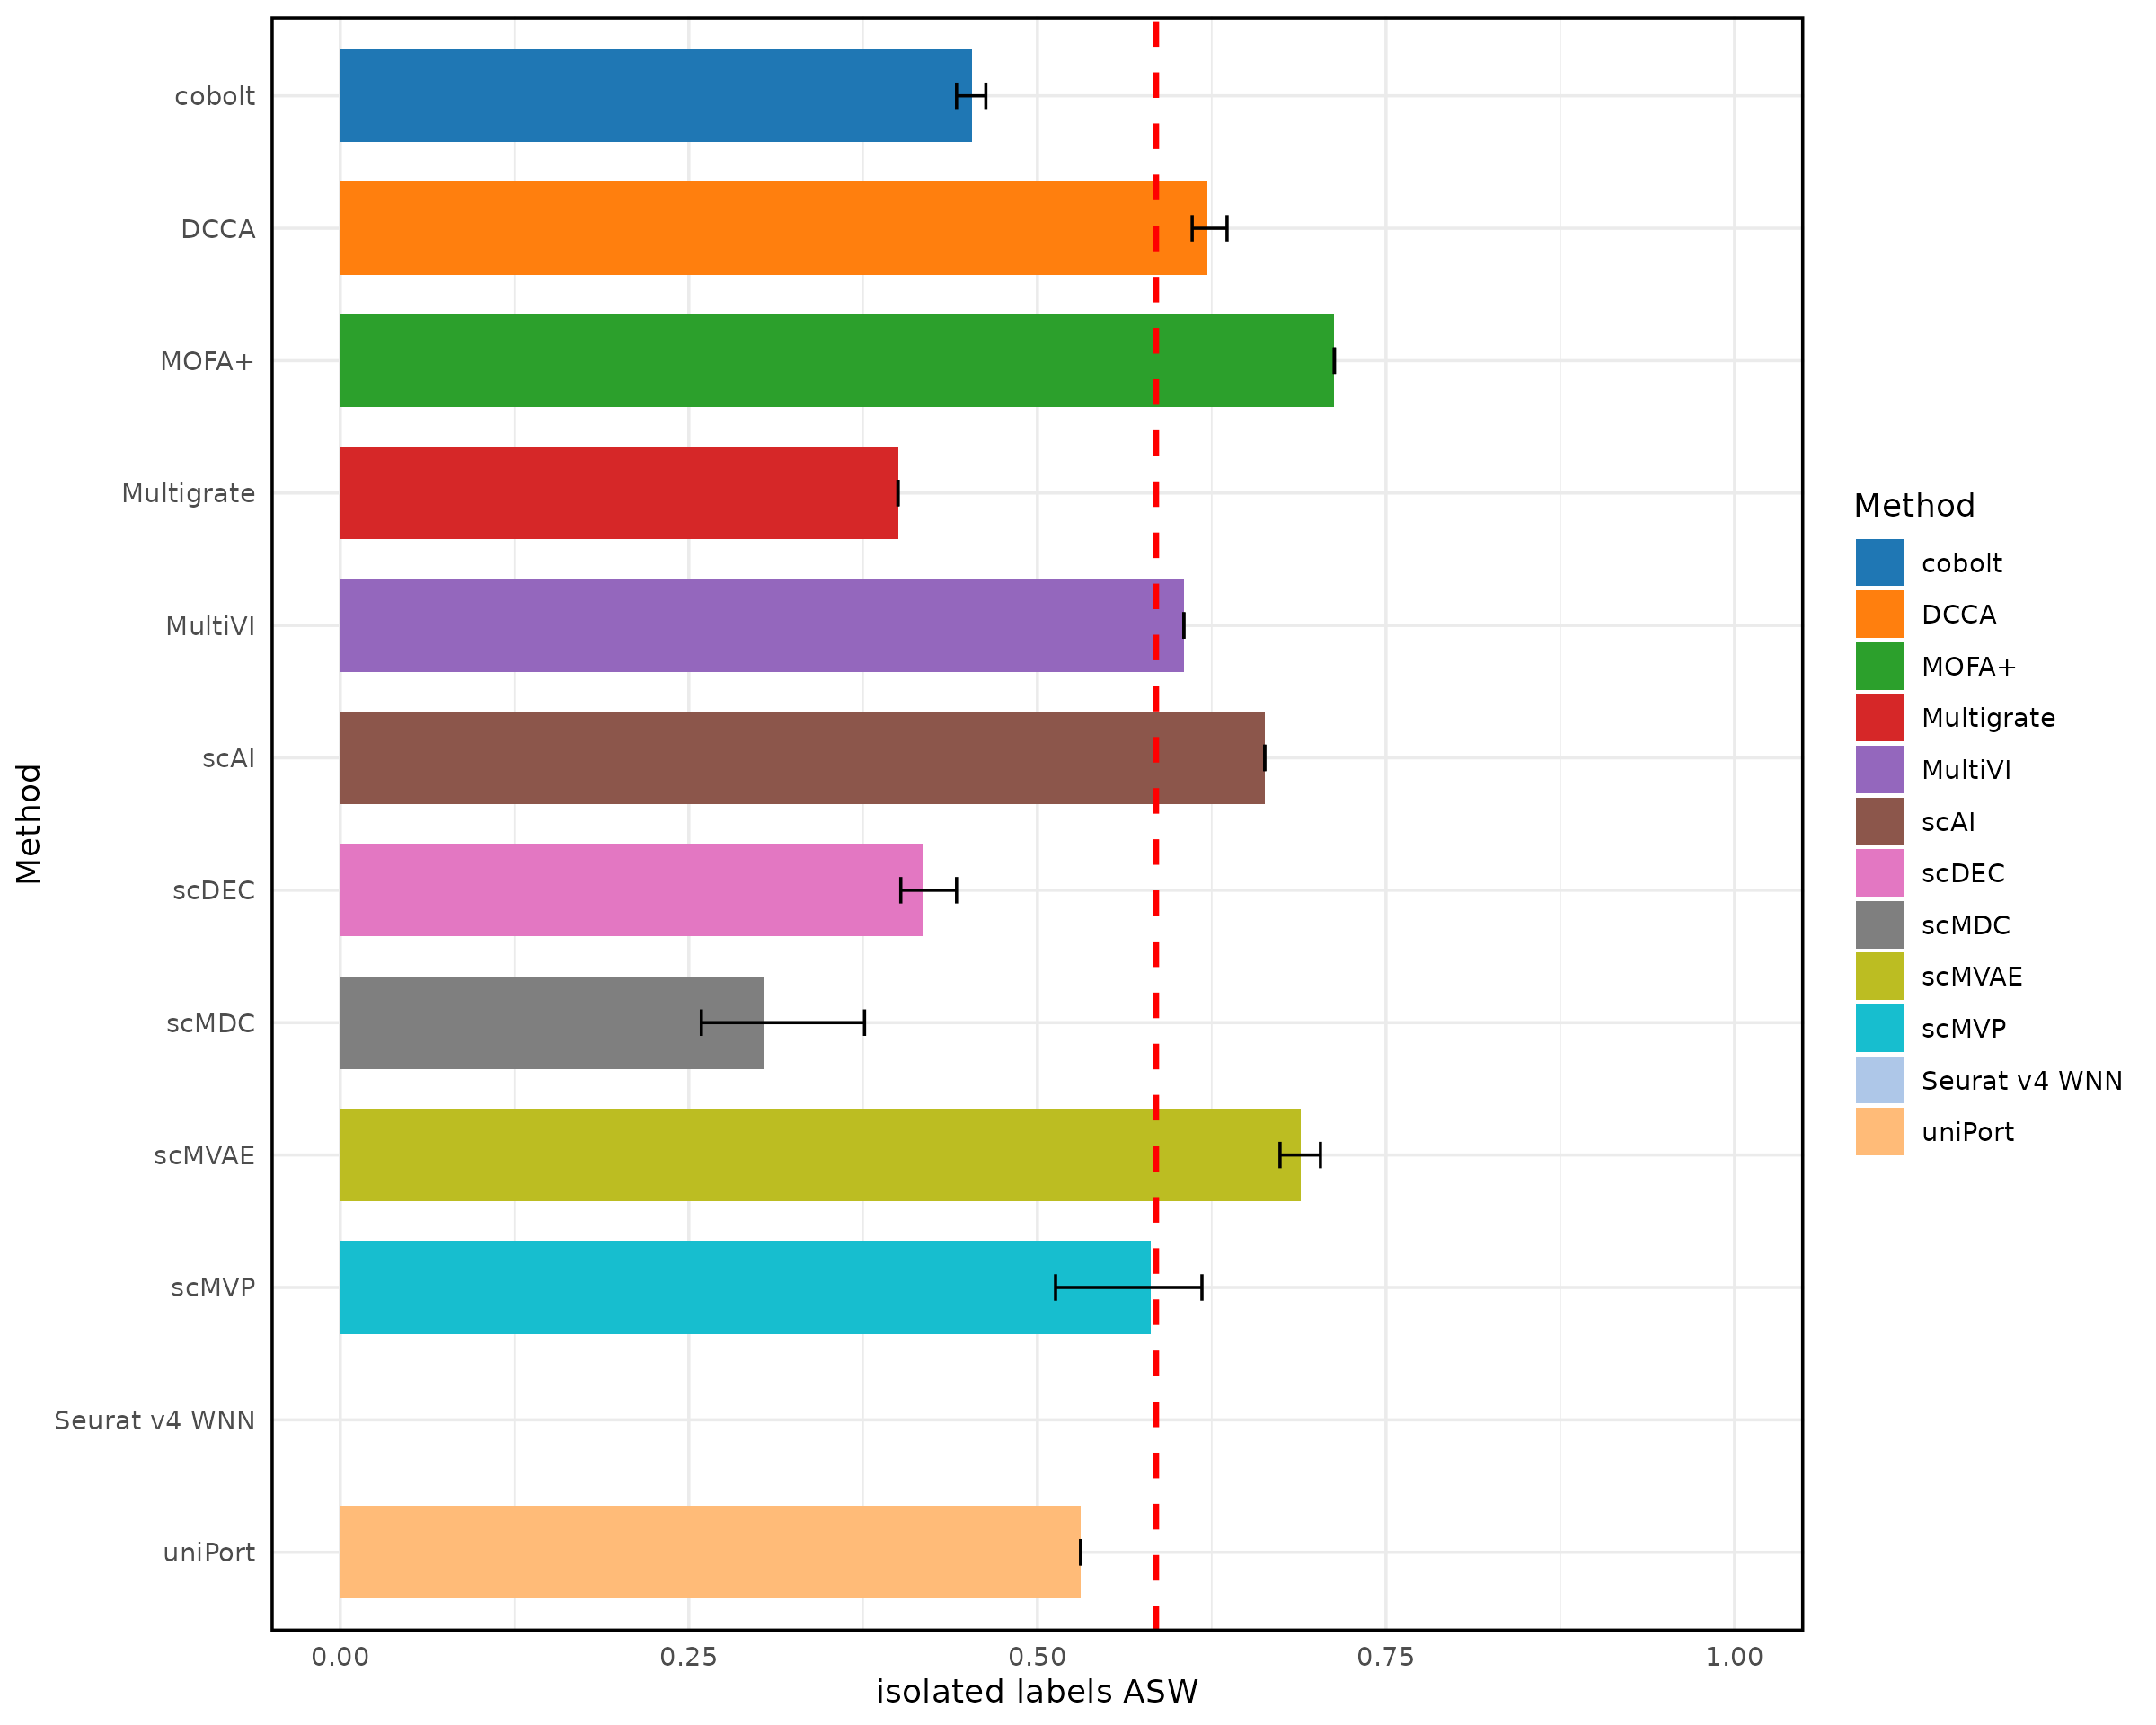 cobolt
DCCA
MOFA+
Multigrate
MultiVI
scAI
scDEC
scMDC
scMVAE
scMVP
Seurat v4 WNN
uniPort
Method
0.00
0.25
0.50
0.75
1.00
isolated labels ASW
Method
cobolt
DCCA
MOFA+
Multigrate
MultiVI
scAI
scDEC
scMDC
scMVAE
scMVP
Seurat v4 WNN
uniPort